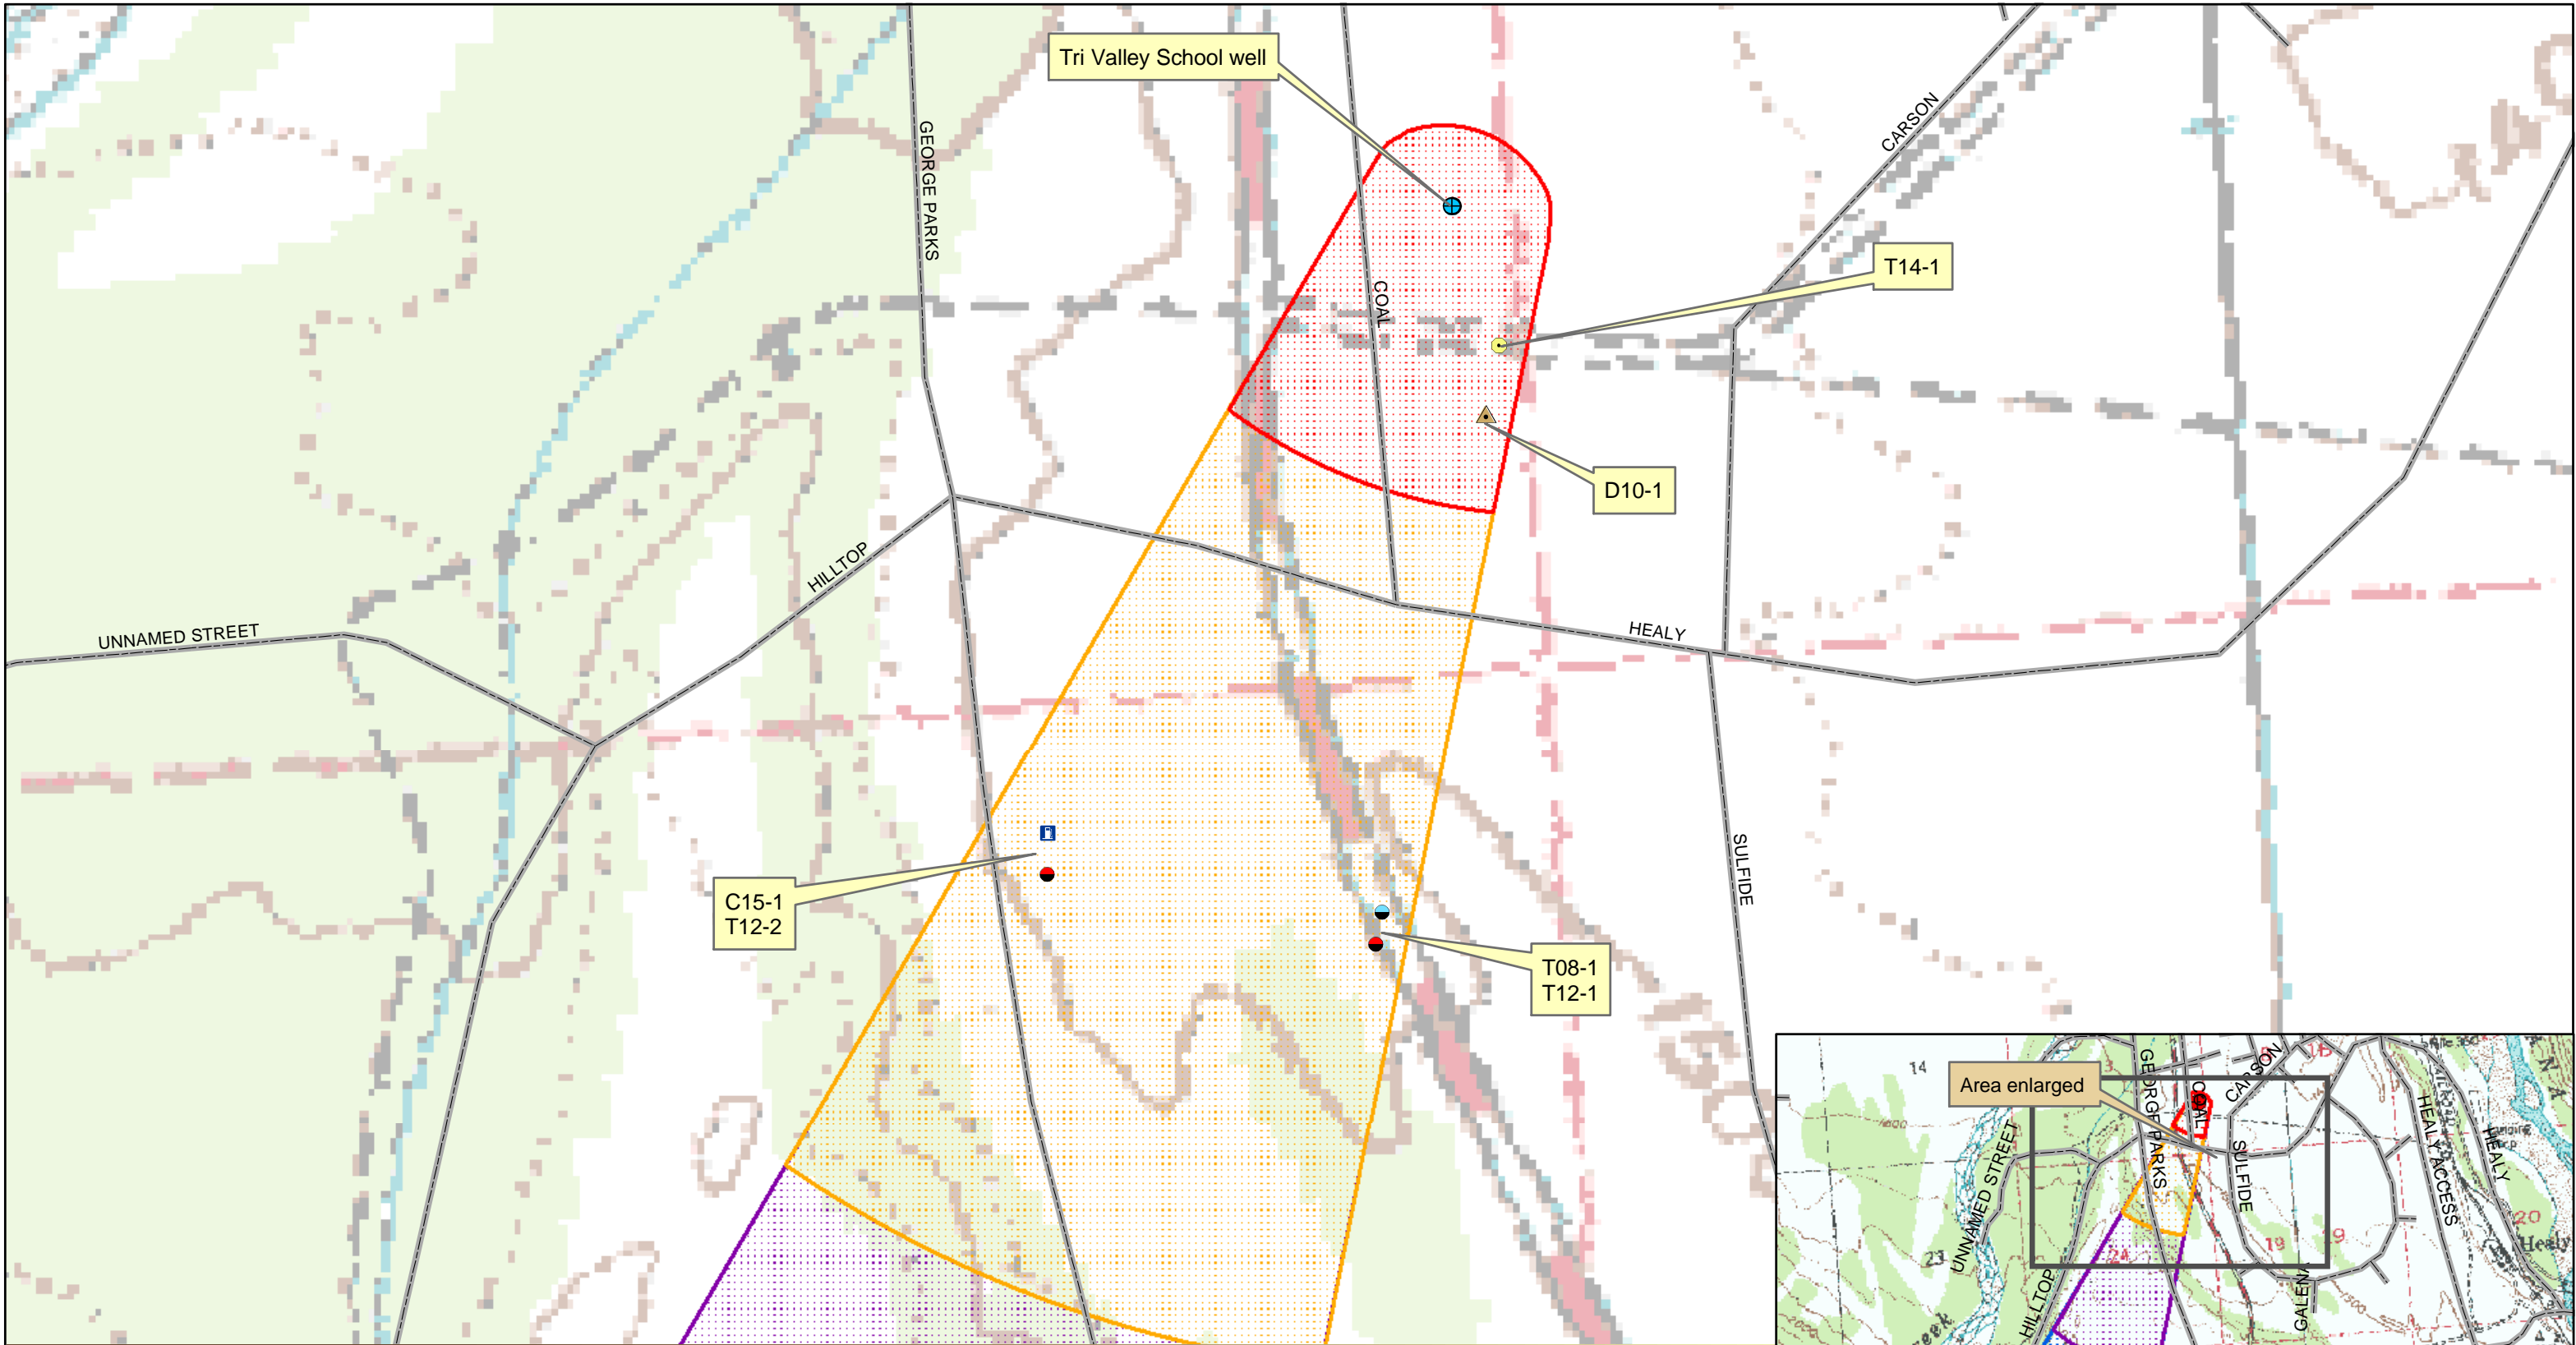 Tri Valley School well
CARSON
GEORGE PARKS
T14-1
COAL
D10-1
HILLTOP
UNNAMED STREET
HEALY
SULFIDE
C15-1
T12-2
T08-1
T12-1
Area enlarged
14
GEORGE PARKS
COAL
CARSON
UNNAMED STREET
SULFIDE
HEALY ACCESS
HEALY
20
Healy
19
19
24
23
HILLTOP
GALENA
1500